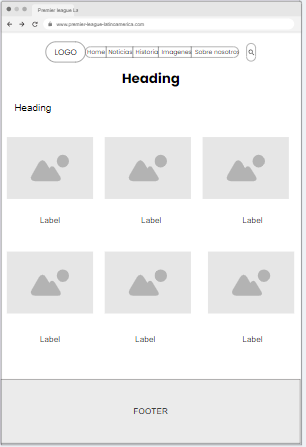 Premier league La
www.premier-league-latinoamerica.com
LOGO Home Noticias Historia Imagenes Sobre nosotros
Heading
Heading
Label Label Label
Label Label Label
FOOTER